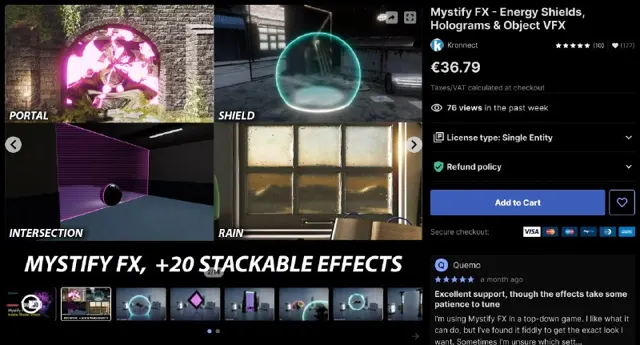 PORTAL
SHIELD
INTERSECTION
RAIN
MYSTIFY FX, +20 STACKABLE EFFECTS
Mystify FX - Energy Shields,
Holograms & Object VFX
Kronnect
(10)
(177)
€36.79
Taxes/VAT calculated at checkout
76 views in the past week
License type: Single Entity
Refund policy
Add to Cart
Secure checkout:
VISA
Q
Quemo
a month ago
Excellent support, though the effects take some
patience to tune
I'm using Mystify FX in a top-down game. I like what it
can do, but I've found it fiddly to get the exact look I
want. Sometimes I'm unsure which sett...